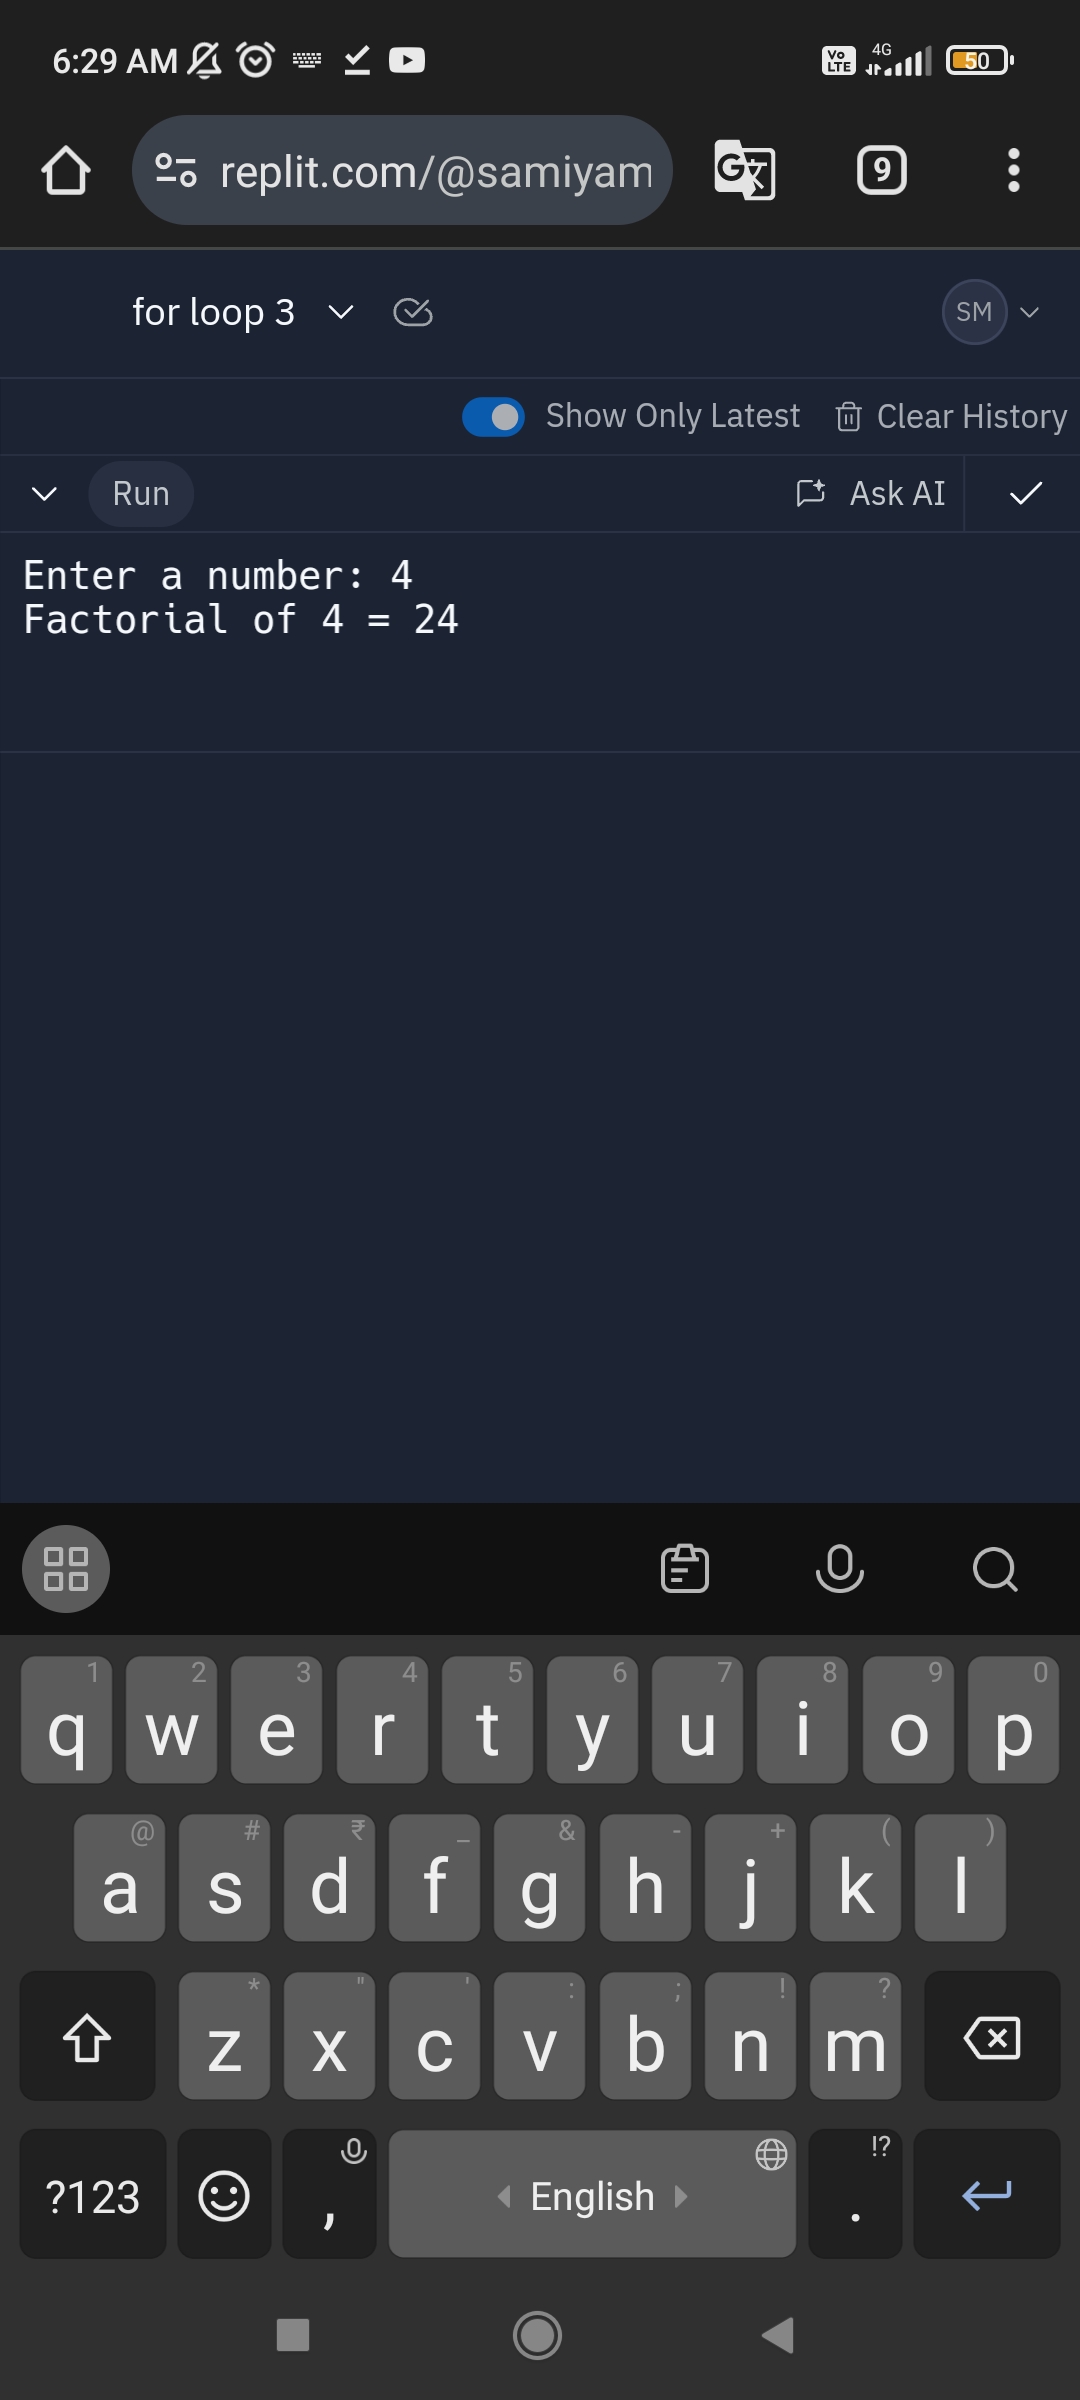 6:29 AM
Vo LTE 4G 50
replit.com/@samiyam
9
for loop 3
SM
Show Only Latest Clear History
Run Ask AI
Enter a number: 4
Factorial of 4 = 24
1 2 3 4 5 6 7 8 9 0
q w e r t y u i o p
@ # ₹ _ & - + ( )
a s d f g h j k l
* " ' : ; ! ?
z x c v b n m
!?
?123 , English .